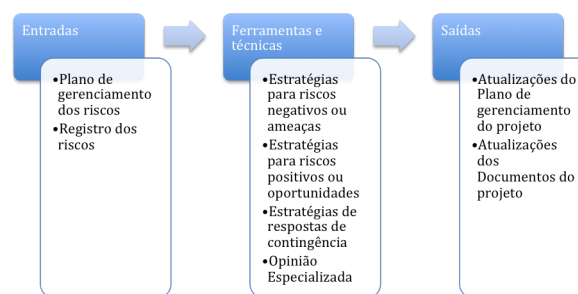 Entradas
•Plano de
gerenciamento
dos riscos
•Registro dos
riscos
Ferramentas e
técnicas
•Estratégias
para riscos
negativos ou
ameaças
•Estratégias
para riscos
positivos ou
oportunidades
•Estratégias de
respostas de
contingência
•Opinião
Especializada
Saídas
•Atualizações do
Plano de
gerenciamento
do projeto
•Atualizações
dos
Documentos do
projeto